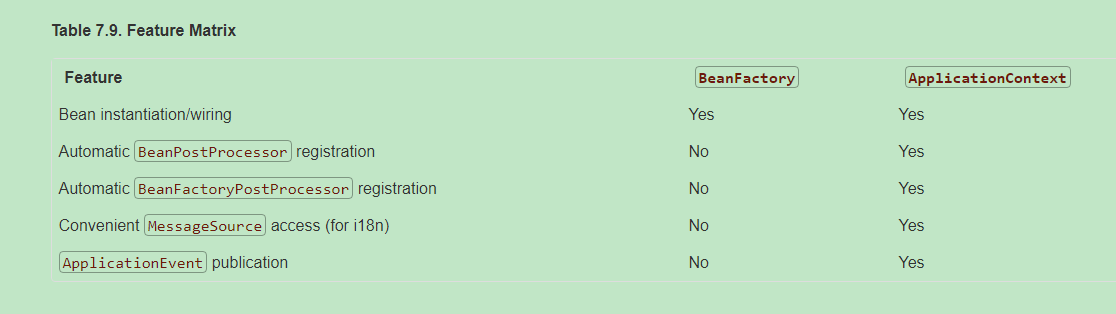 Table 7.9. Feature Matrix
Feature BeanFactory ApplicationContext
Bean instantiation/wiring Yes Yes
Automatic BeanPostProcessor registration No Yes
Automatic BeanFactoryPostProcessor registration No Yes
Convenient MessageSource access (for i18n) No Yes
ApplicationEvent publication No Yes